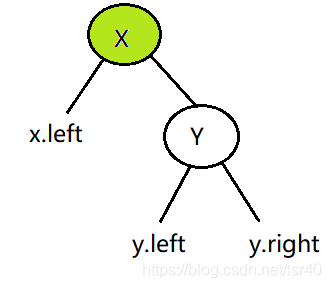 X
x.left
Y
y.left
y.right
https://blog.csdn.net/lsr40